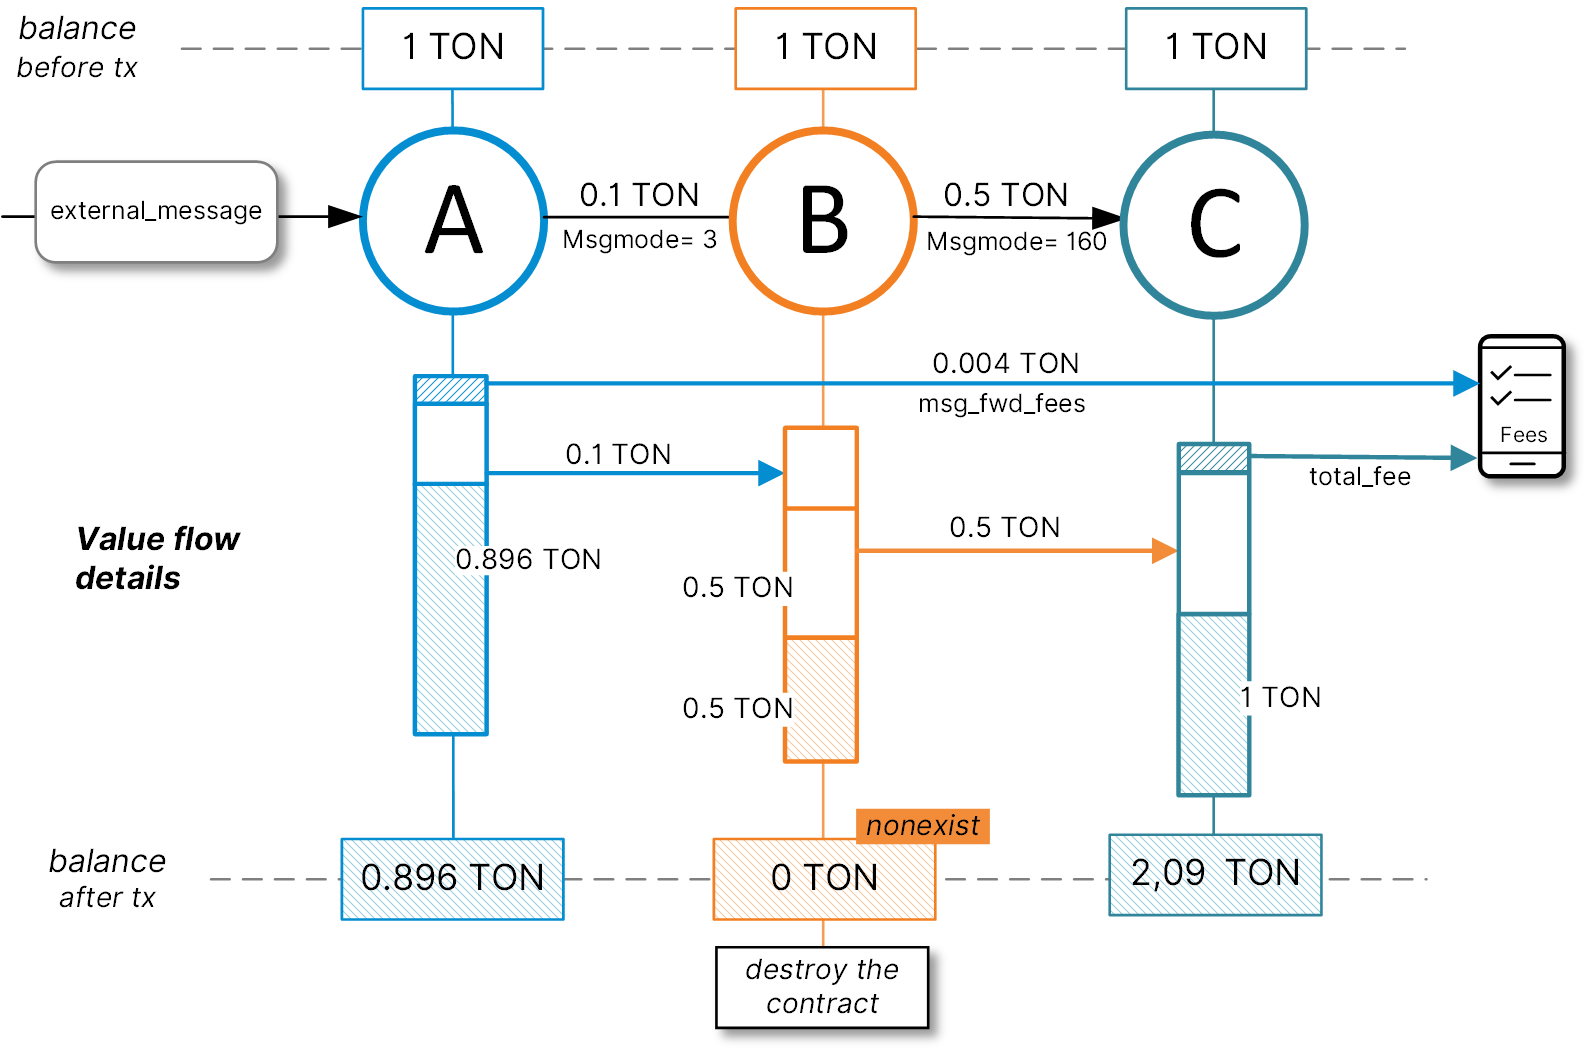 balance
before tx
1 TON
1 TON
1 TON
external_message
A
0.1 TON
Msgmode= 3
B
0.5 TON
Msgmode= 160
C
0.004 TON
msg_fwd_fees
Fees
0.1 TON
total_fee
0.5 TON
Value flow
details
0.896 TON
0.5 TON
0.5 TON
1 TON
nonexist
balance
after tx
0.896 TON
0 TON
2,09 TON
destroy the
contract